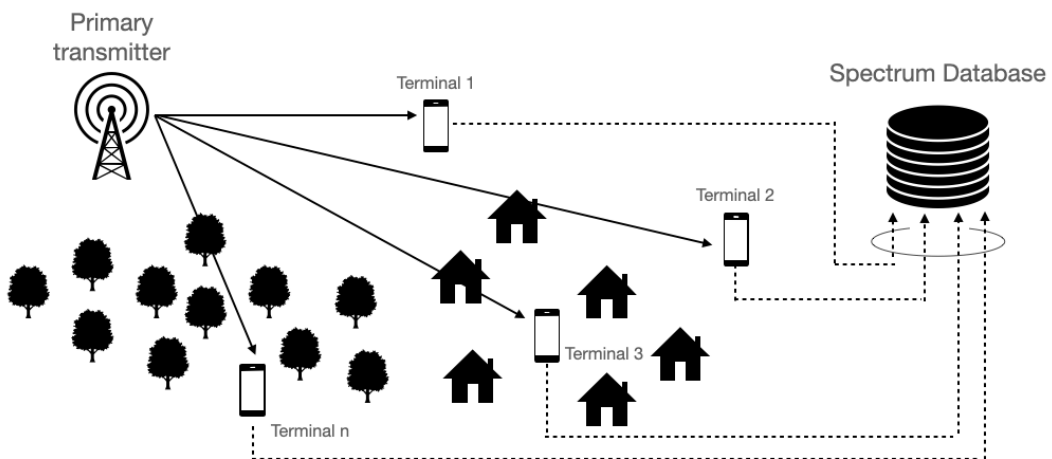 Primary
transmitter
Terminal 1
Spectrum Database
Terminal 2
Terminal 3
Terminal n